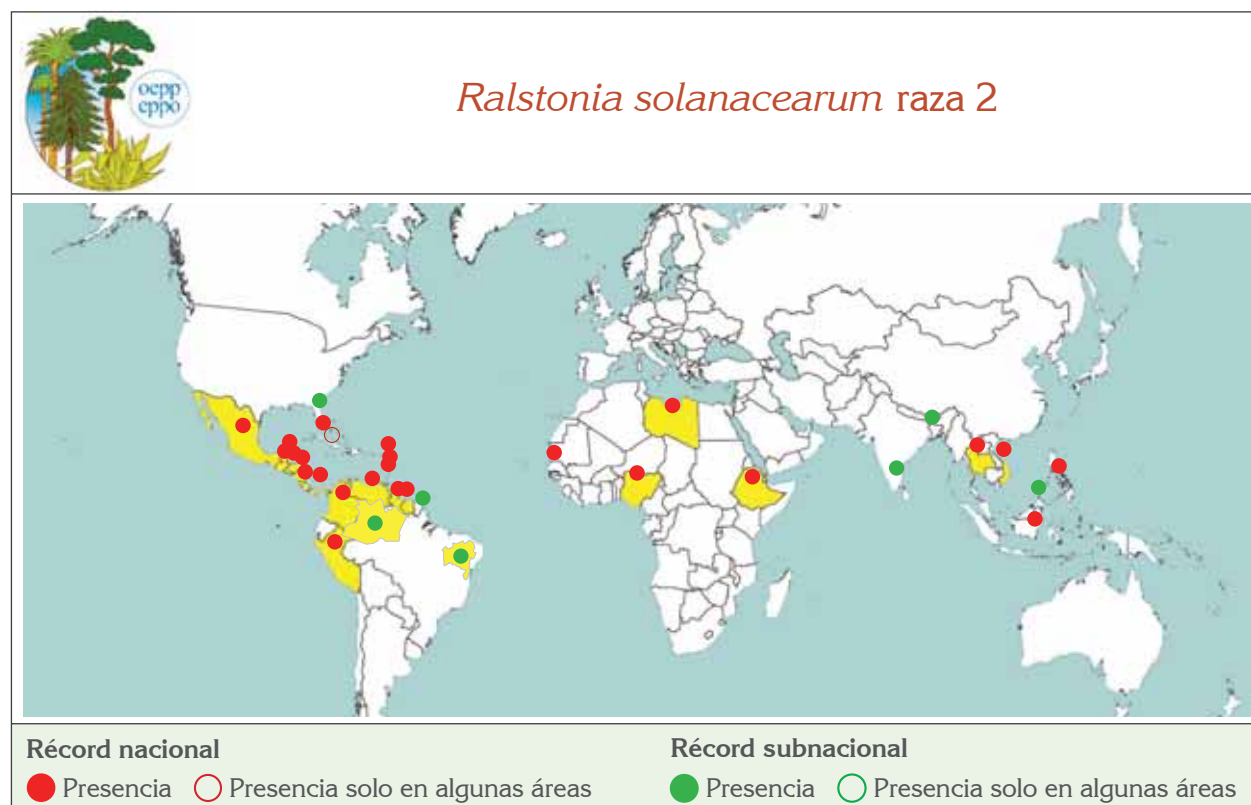 oepp
eppo
Ralstonia solanacearum raza 2
Récord nacional
Presencia Presencia solo en algunas áreas
Récord subnacional
Presencia Presencia solo en algunas áreas